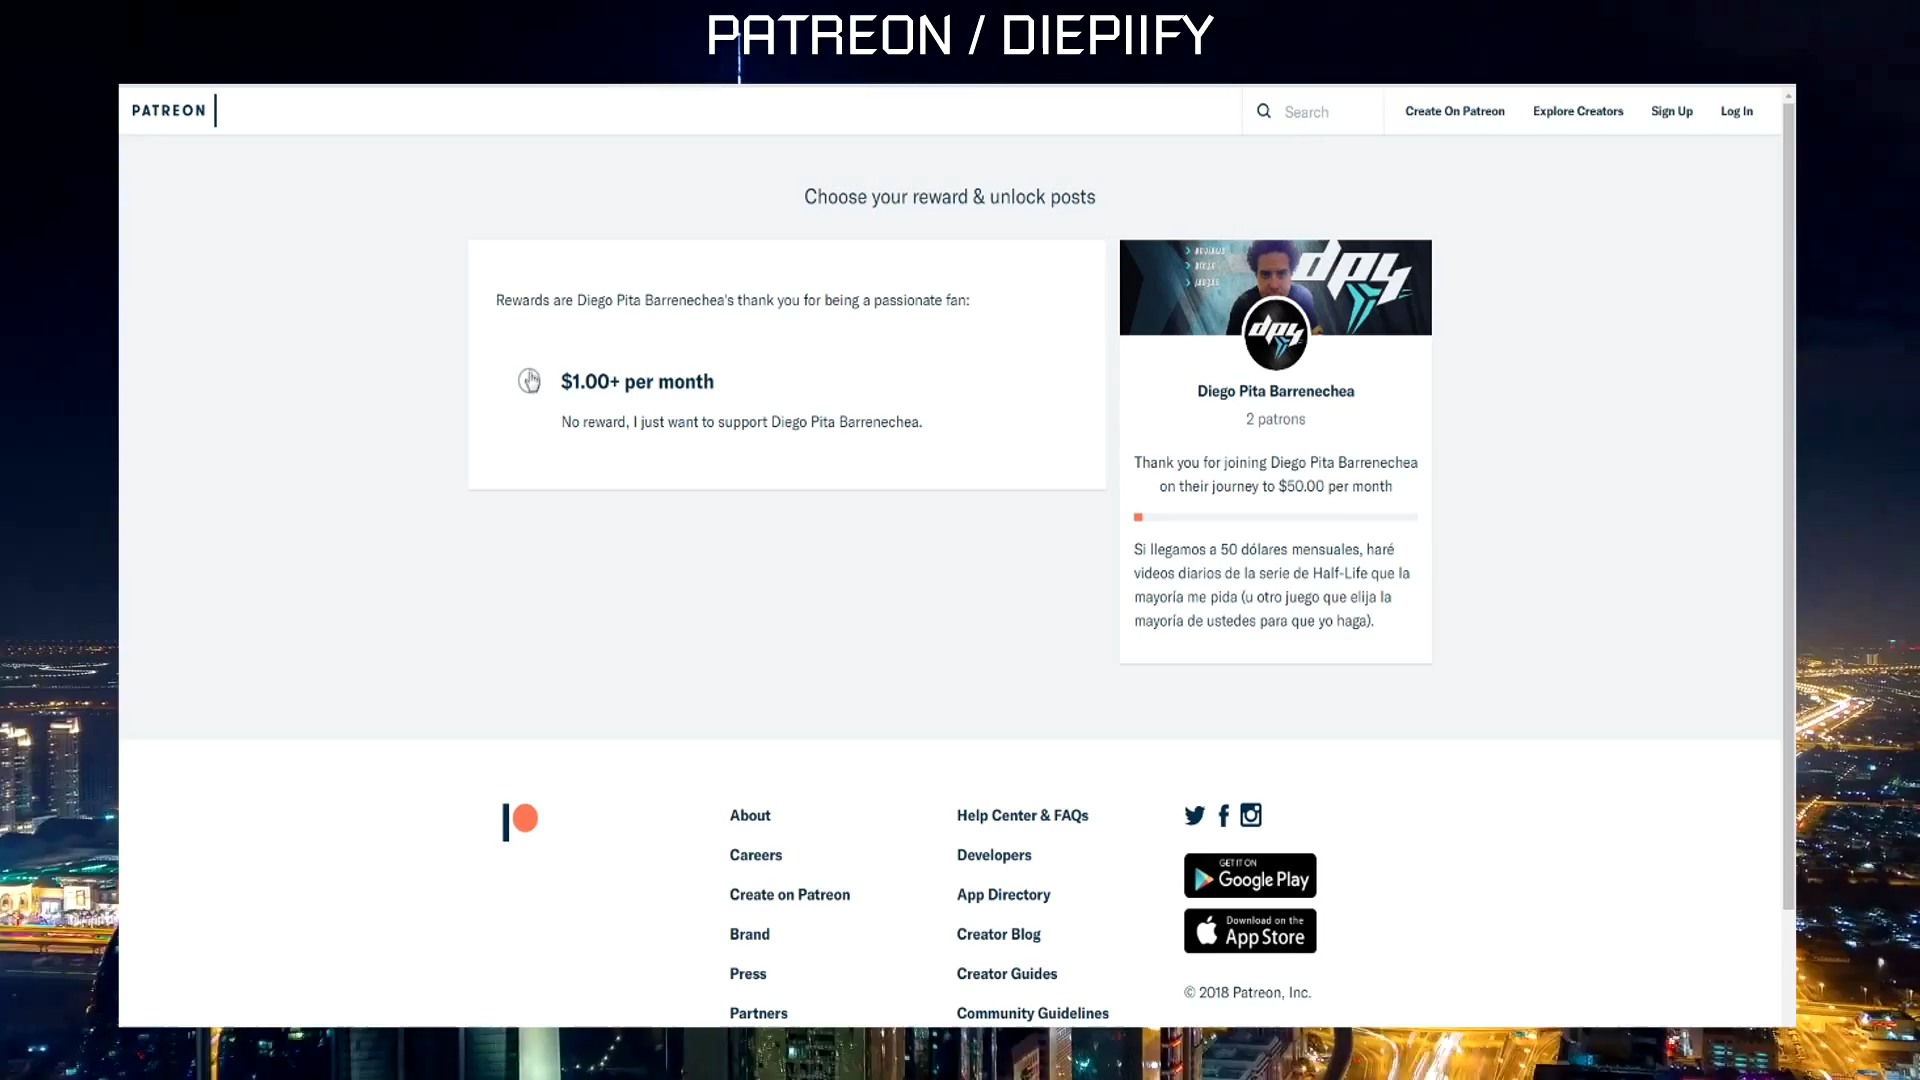 PATREON / DIEPIIFY
PATREON
Search
Create On Patreon
Explore Creators
Sign Up
Log In
Choose your reward & unlock posts
Rewards are Diego Pita Barrenechea's thank you for being a passionate fan:
$1.00+ per month
No reward, I just want to support Diego Pita Barrenechea.
dpy
dpy
Diego Pita Barrenechea
2 patrons
Thank you for joining Diego Pita Barrenechea
on their journey to $50.00 per month
Si llegamos a 50 dólares mensuales, haré
videos diarios de la serie de Half-Life que la
mayoría me pida (u otro juego que elija la
mayoría de ustedes para que yo haga).
About
Careers
Create on Patreon
Brand
Press
Partners
Help Center & FAQs
Developers
App Directory
Creator Blog
Creator Guides
Community Guidelines
GET IT ON
Google Play
Download on the
App Store
© 2018 Patreon, Inc.